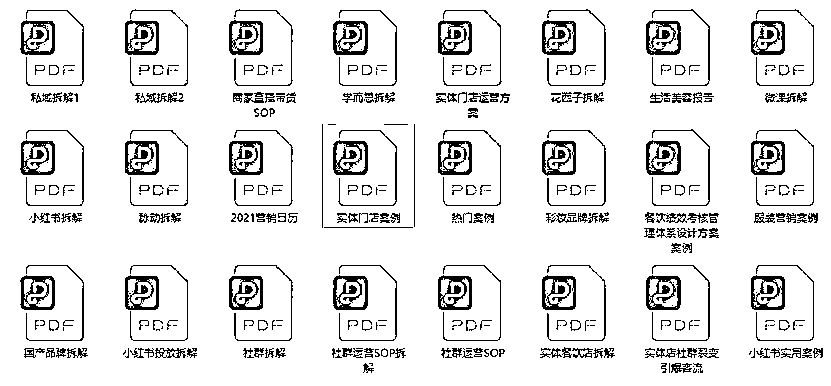 PDF PDF PDF PDF PDF PDF PDF PDF
私域拆解1 私域拆解2 商家直播带货 学而思拆解 实体门店运营方 花西子拆解 生活美容报告 微课拆解
SOP 案
PDF PDF PDF PDF PDF PDF PDF PDF
小红书拆解 脉动拆解 2021营销日历 实体门店案例 热门案例 彩妆品牌拆解 餐饮绩效考核管 服装营销案例
理体系设计方案
案例
PDF PDF PDF PDF PDF PDF PDF PDF
国产品牌拆解 小红书投放拆解 社群拆解 社群运营SOP拆 社群运营SOP 实体餐饮店拆解 实体店社群裂变 小红书实用案例
解 引爆客流